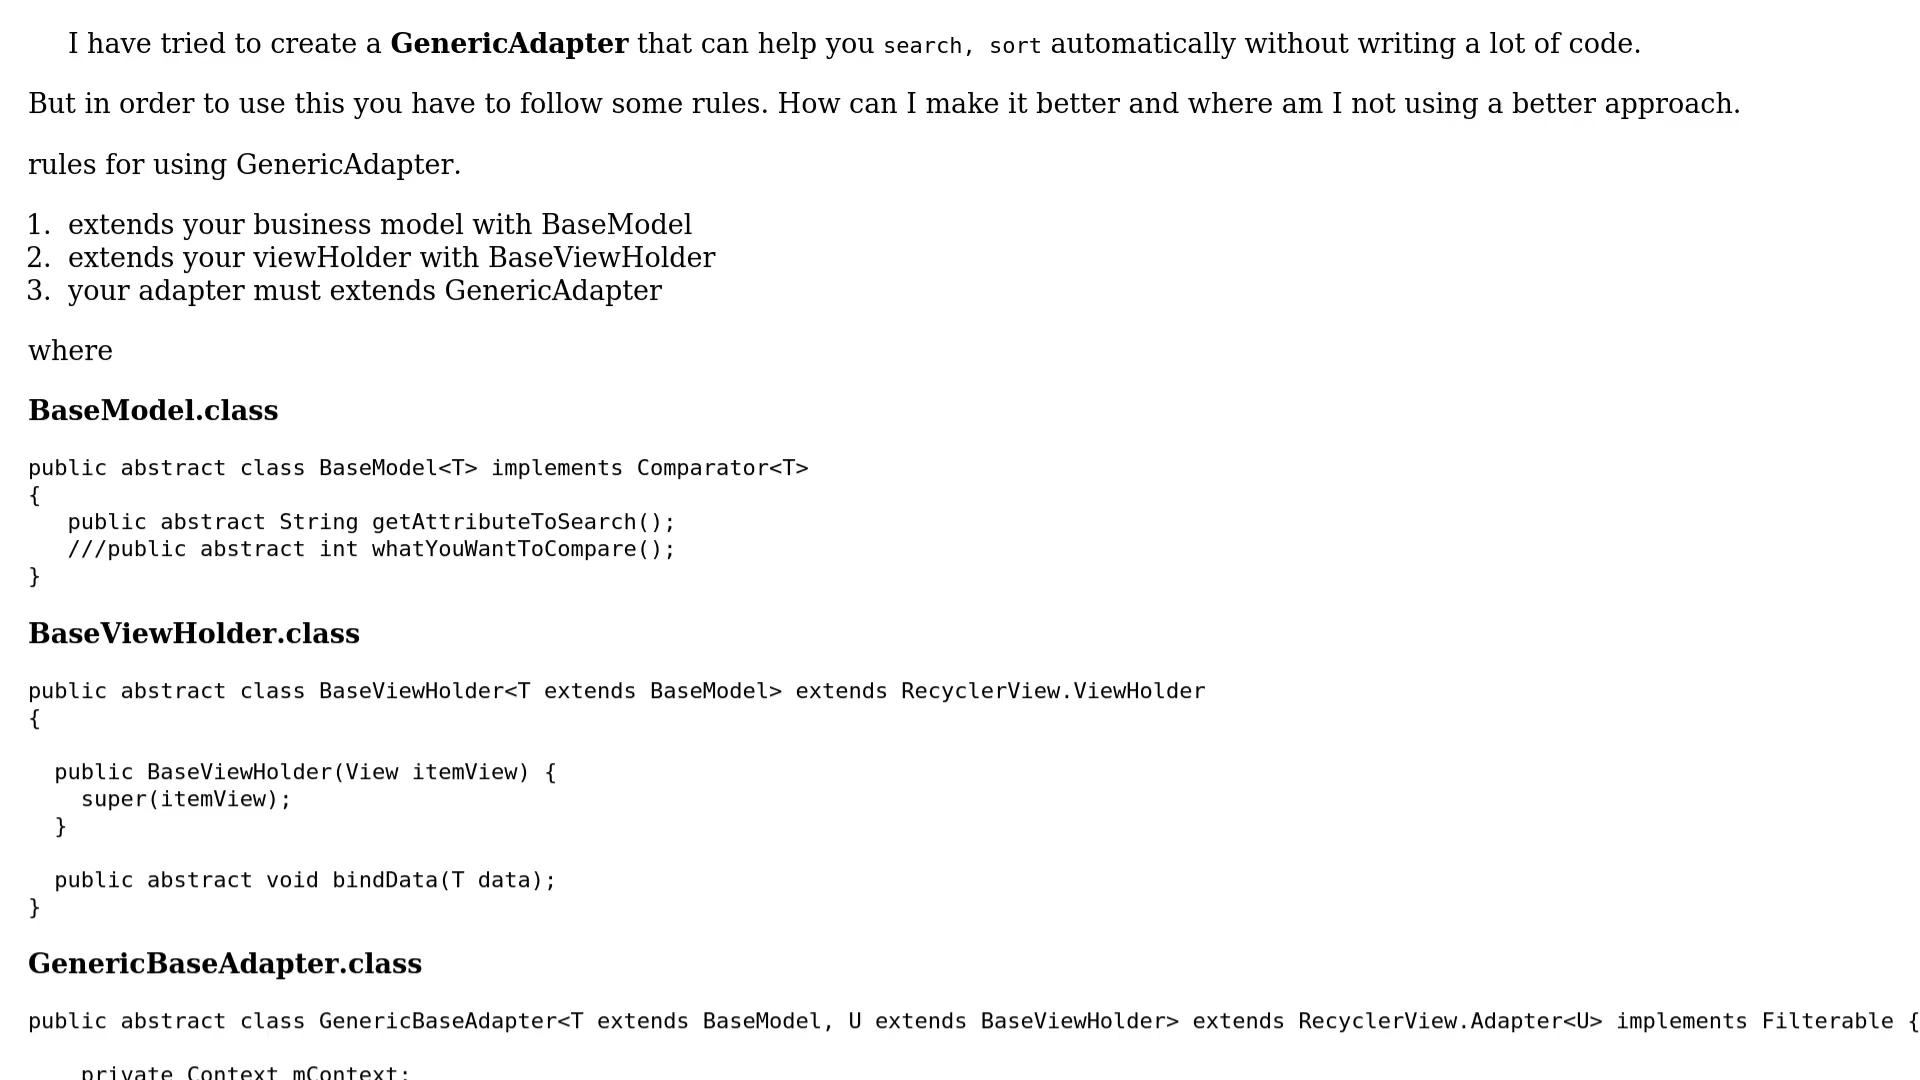 I have tried to create a GenericAdapter that can help you search, sort automatically without writing a lot of code.
But in order to use this you have to follow some rules. How can I make it better and where am I not using a better approach.
rules for using GenericAdapter.
1. extends your business model with BaseModel
2. extends your viewHolder with BaseViewHolder
3. your adapter must extends GenericAdapter
where
BaseModel.class
public abstract class BaseModel<T> implements Comparator<T>
{
   public abstract String getAttributeToSearch();
   ///public abstract int whatYouWantToCompare();
}
BaseViewHolder.class
public abstract class BaseViewHolder<T extends BaseModel> extends RecyclerView.ViewHolder
{
  public BaseViewHolder(View itemView) {
    super(itemView);
  }
  public abstract void bindData(T data);
}
GenericBaseAdapter.class
public abstract class GenericBaseAdapter<T extends BaseModel, U extends BaseViewHolder> extends RecyclerView.Adapter<U> implements Filterable {
    private Context mContext;